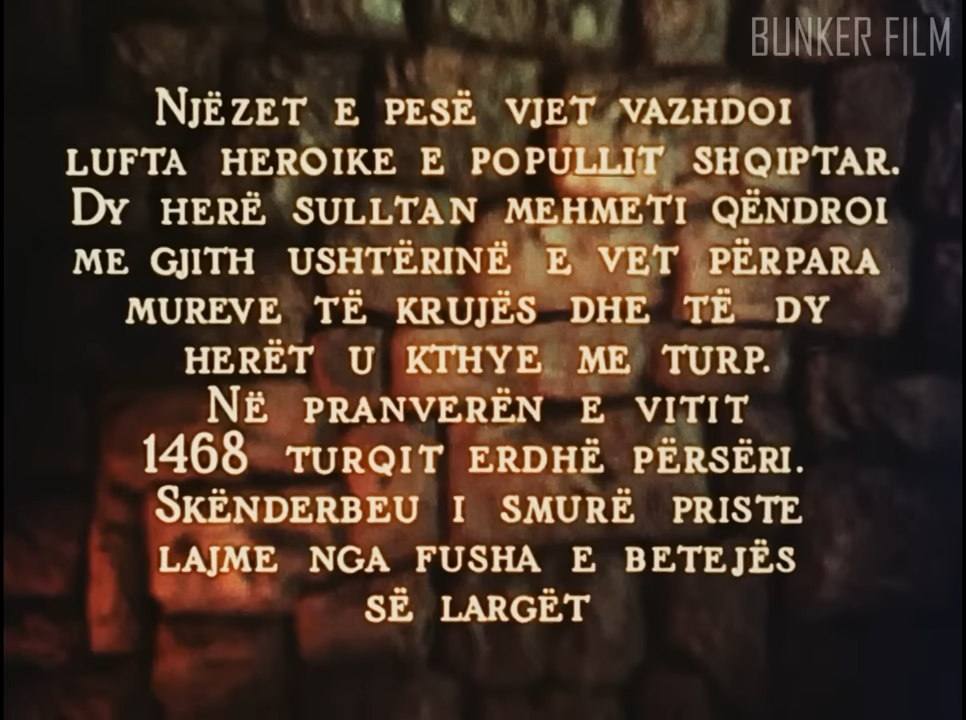 BUNKER FILM
NJËZET E PESË VJET VAZHDOI
LUFTA HEROIKE E POPULLIT SHQIPTAR.
DY HERË SULLTAN MEHMETI QËNDROI
ME GJITH USHTËRINË E VET PËRPARA
MUREVE TË KRUJËS DHE TË DY
HERËT U KTHYE ME TURP.
NË PRANVERËN E VITIT
1468 TURQIT ERDHË PËRSËRI.
SKËNDERBEU I SMURË PRISTE
LAJME NGA FUSHA E BETEJËS
SË LARGËT